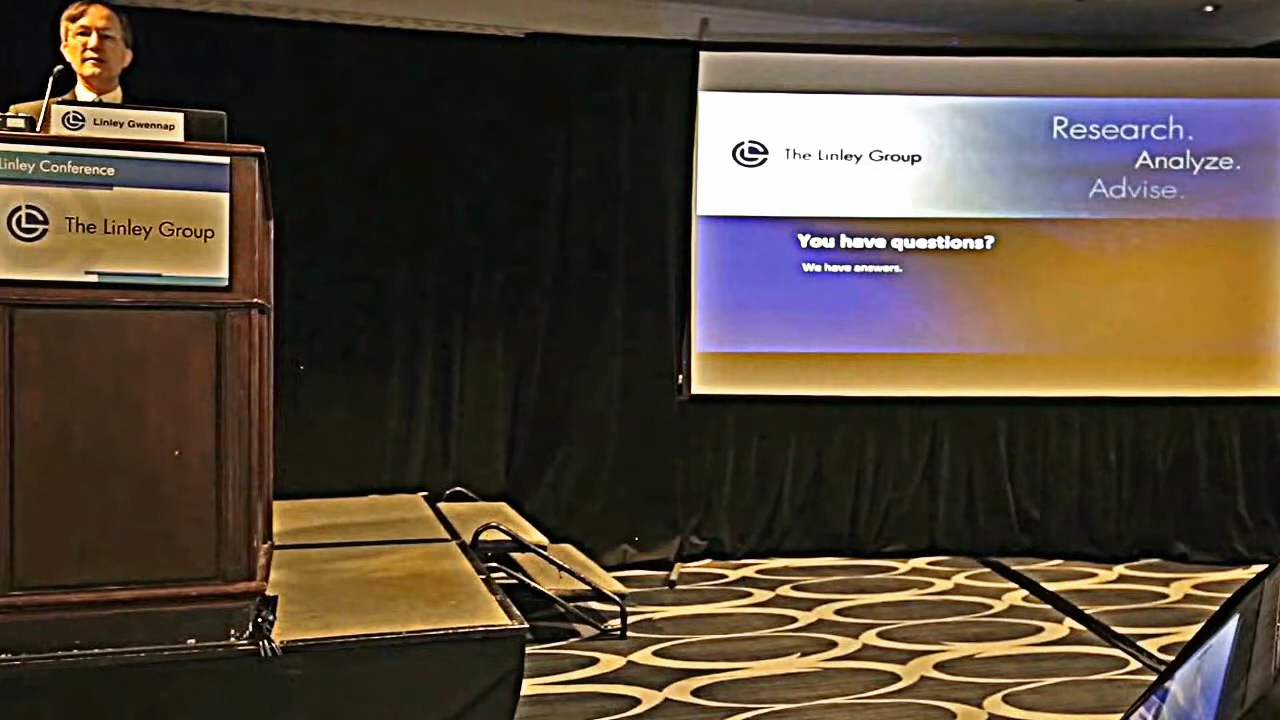 Linley Gwennap
Linley Conference
The Linley Group
The Linley Group
Research.
Analyze.
Advise.
You have questions?
We have answers.